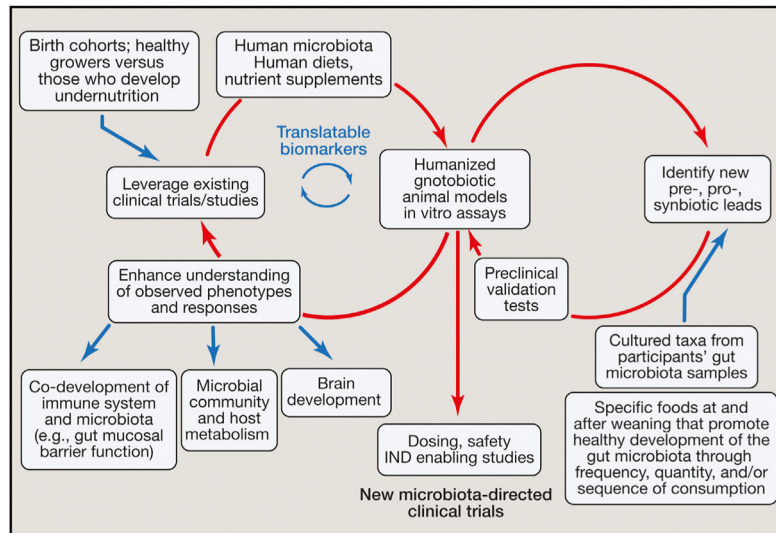 Birth cohorts; healthy
growers versus
those who develop
undernutrition
Human microbiota
Human diets,
nutrient supplements
Translatable
biomarkers
Leverage existing
clinical trials/studies
Humanized
gnotobiotic
animal models
in vitro assays
Identify new
pre-, pro-,
synbiotic leads
Enhance understanding
of observed phenotypes
and responses
Preclinical
validation
tests
Cultured taxa from
participants' gut
microbiota samples
Co-development of
immune system
and microbiota
(e.g., gut mucosal
barrier function)
Microbial
community
and host
metabolism
Brain
development
Dosing, safety
IND enabling studies
New microbiota-directed
clinical trials
Specific foods at and
after weaning that promote
healthy development of the
gut microbiota through
frequency, quantity, and/or
sequence of consumption